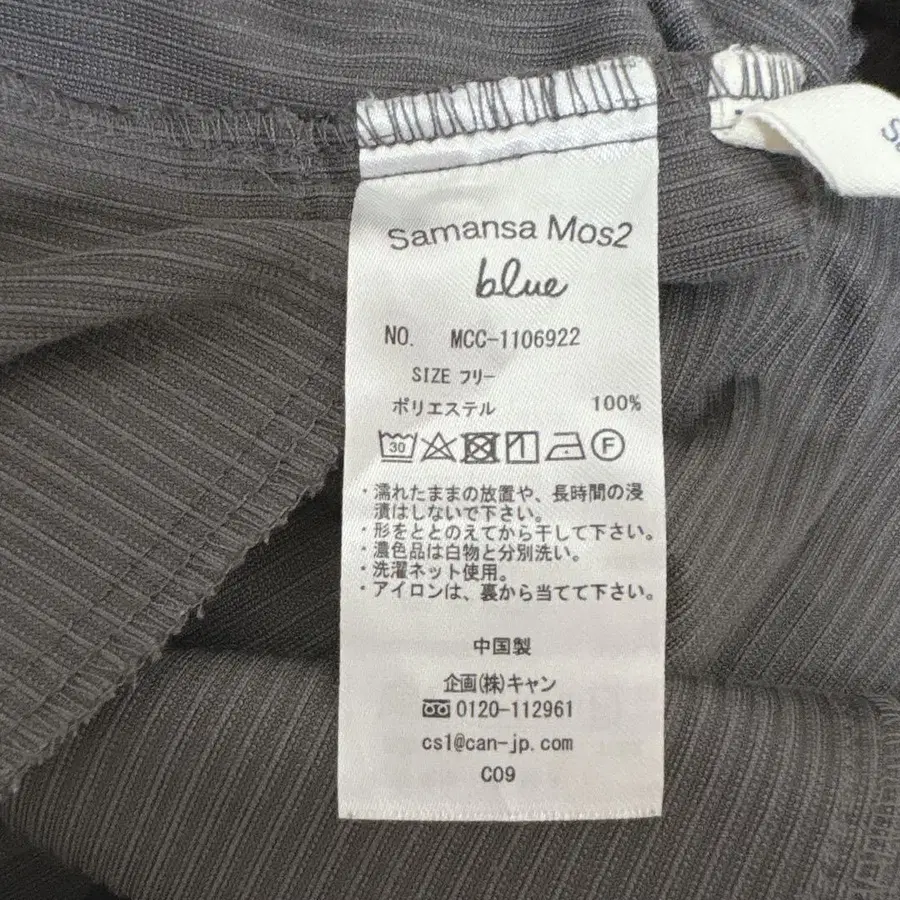 Samansa Mos2
blue
NO. MCC-1106922
SIZE フリー
ポリエステル 100%
30
F
・濡れたままの放置や、長時間の浸
漬はしないで下さい。
・形をととのえてから干して下さい。
・濃色品は白物と分別洗い。
・洗濯ネット使用。
・アイロンは、裏から当てて下さい。
中国製
企画(株)キャン
0120-112961
cs1@can-jp.com
C09